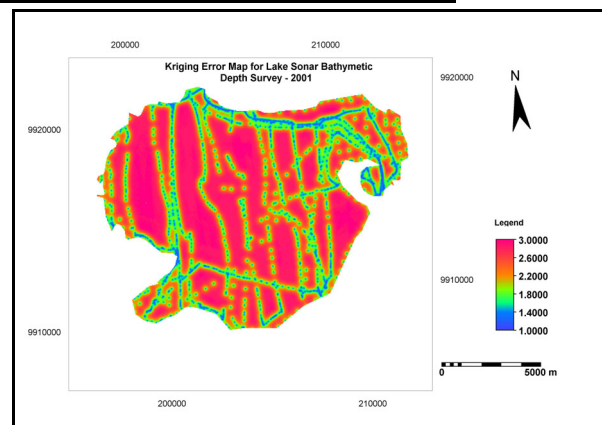 200000 210000
Kriging Error Map for Lake Sonar Bathymetic
Depth Survey - 2001
9920000
N
9920000
Legend
3.0000
2.6000
2.2000
1.8000
1.4000
1.0000
9910000
9910000
0 5000 m
200000 210000